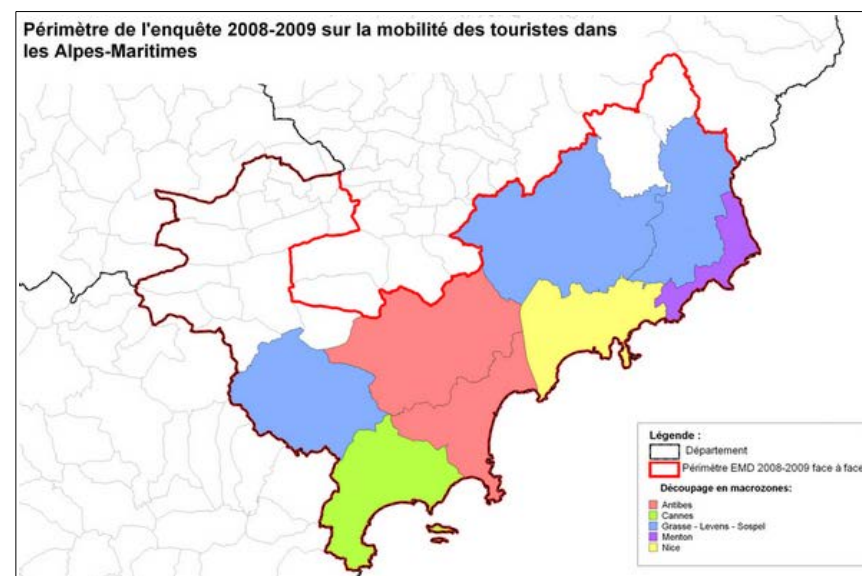 Périmètre de l'enquête 2008-2009 sur la mobilité des touristes dans
les Alpes-Maritimes
Légende :
Département
Périmètre EMD 2008-2009 face à face
Découpage en macrozones:
Antibes
Cannes
Grasse - Levens - Sospel
Menton
Nice